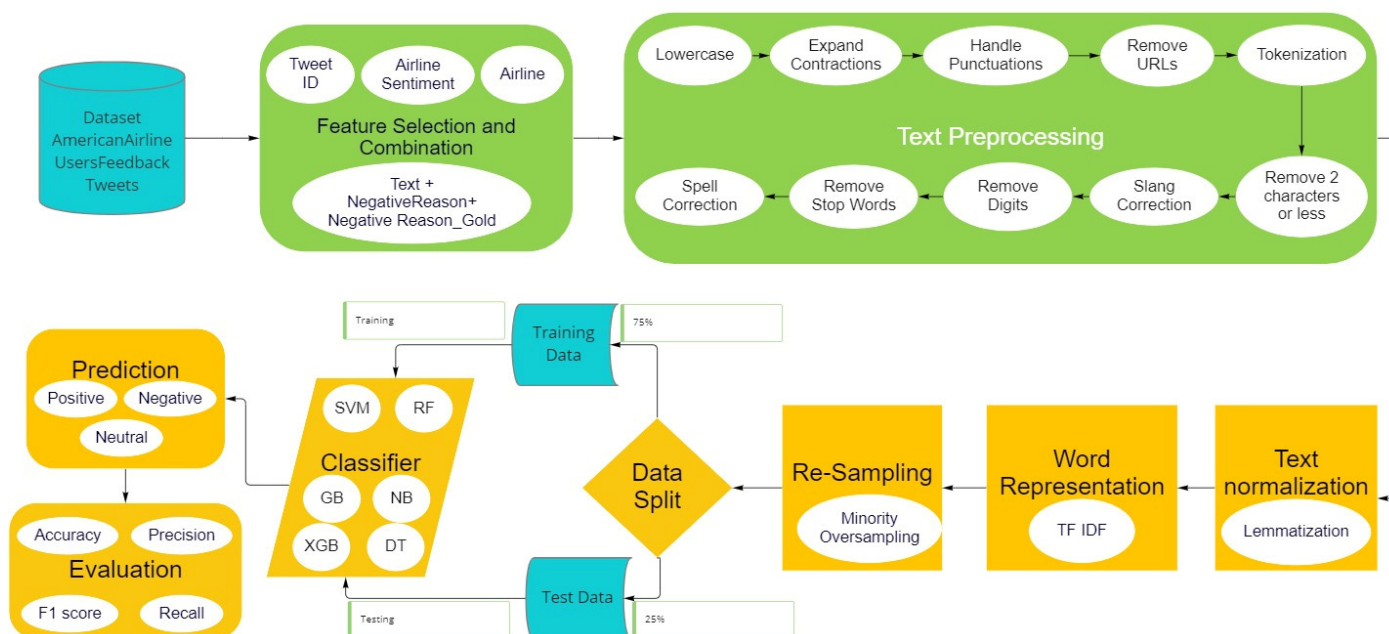 Dataset
AmericanAirline
UsersFeedback
Tweets
Tweet
ID
Airline
Sentiment
Airline
Feature Selection and
Combination
Text +
NegativeReason+
Negative Reason_Gold
Lowercase
Expand
Contractions
Handle
Punctuations
Remove
URLs
Tokenization
Text Preprocessing
Spell
Correction
Remove
Stop Words
Remove
Digits
Slang
Correction
Remove 2
characters
or less
Training
Training
Data
75%
Prediction
Positive
Negative
Neutral
SVM
RF
Classifier
GB
NB
XGB
DT
Data
Split
Re-Sampling
Minority
Oversampling
Word
Representation
TF IDF
Text
normalization
Lemmatization
Accuracy
Precision
Evaluation
F1 score
Recall
Testing
Test Data
25%